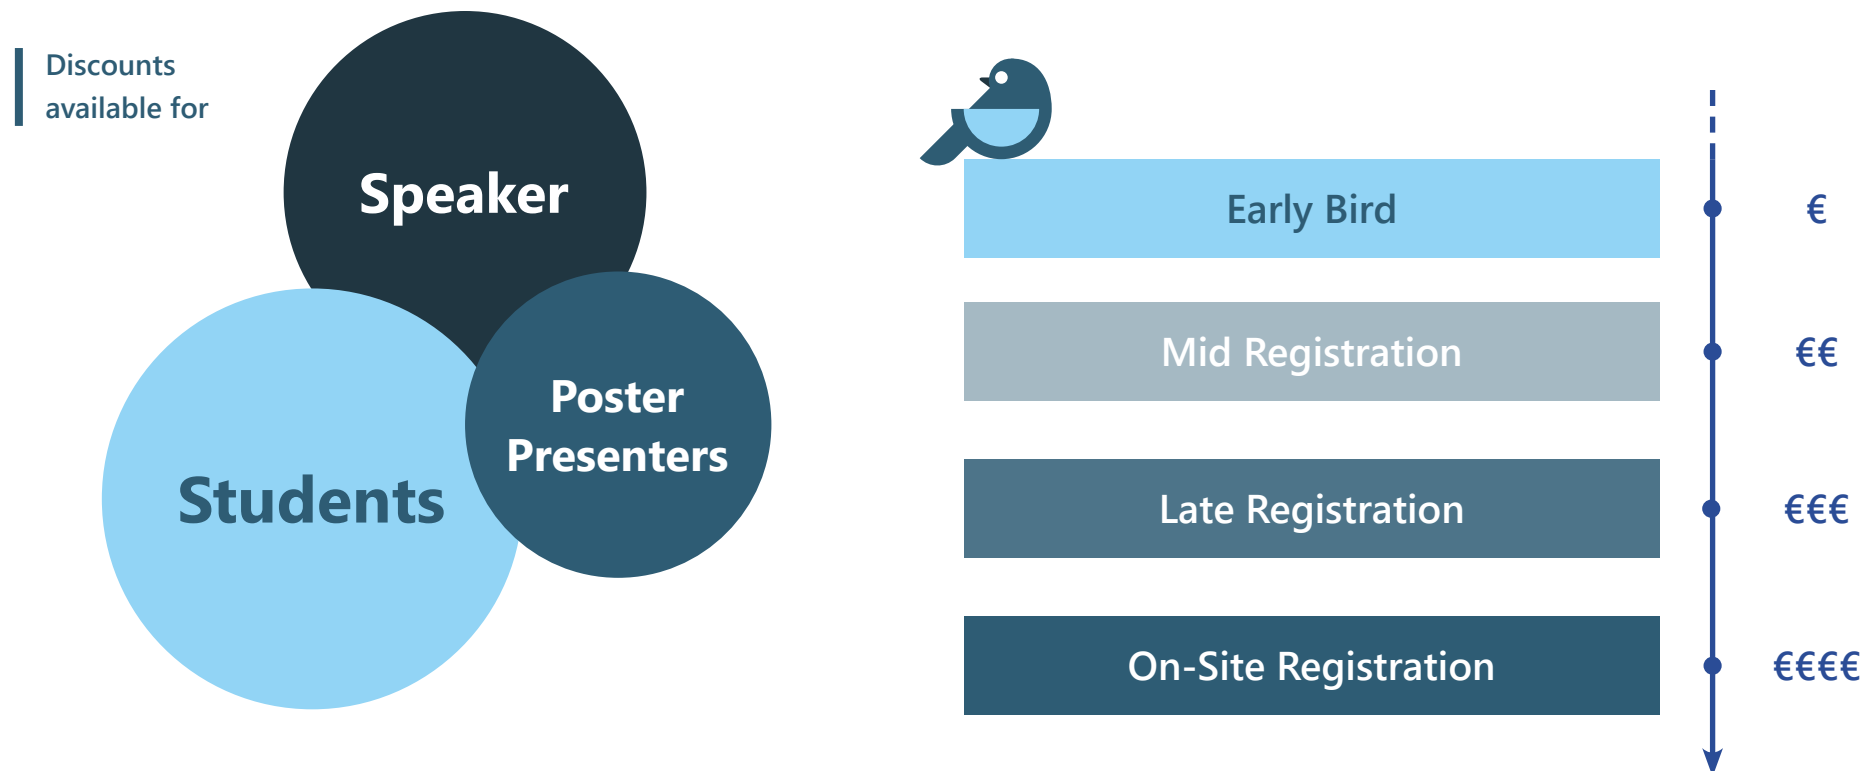 Discounts
available for
Speaker
Poster
Presenters
Students
Early Bird
€
Mid Registration
€€
Late Registration
€€€
On-Site Registration
€€€€